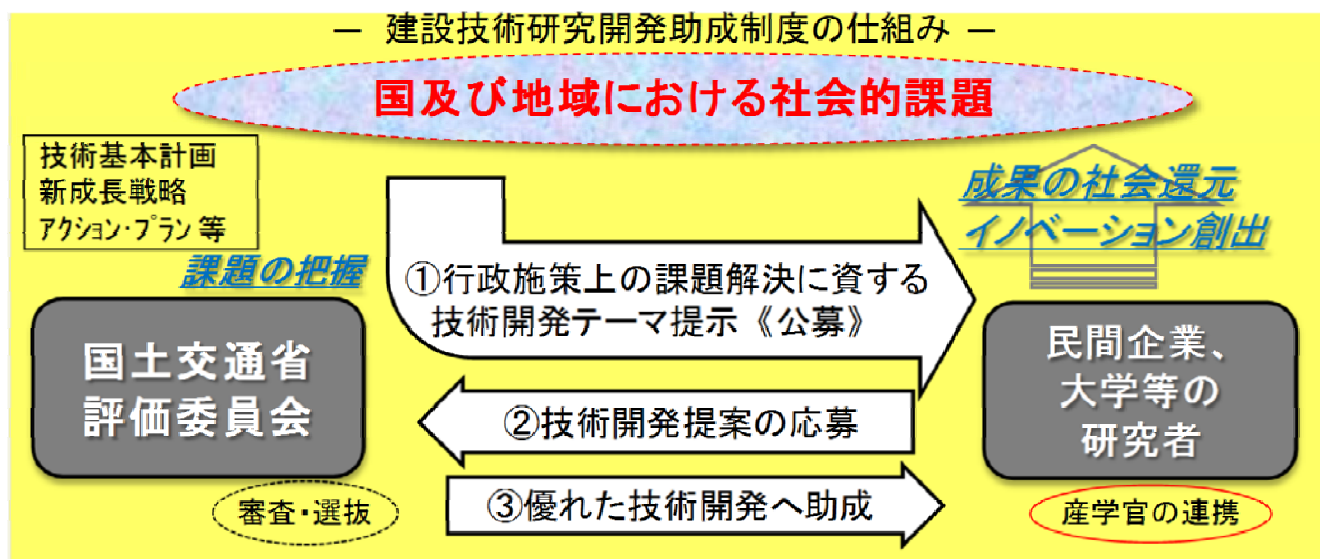 ― 建設技術研究開発助成制度の仕組み ―
国及び地域における社会的課題
技術基本計画
新成長戦略
ｱｸｼｮﾝ･ﾌﾟﾗﾝ 等
課題の把握
成果の社会還元
イノベーション創出
①行政施策上の課題解決に資する
技術開発テーマ提示《公募》
国土交通省
評価委員会
民間企業、
大学等の
研究者
②技術開発提案の応募
③優れた技術開発へ助成
審査・選抜
産学官の連携